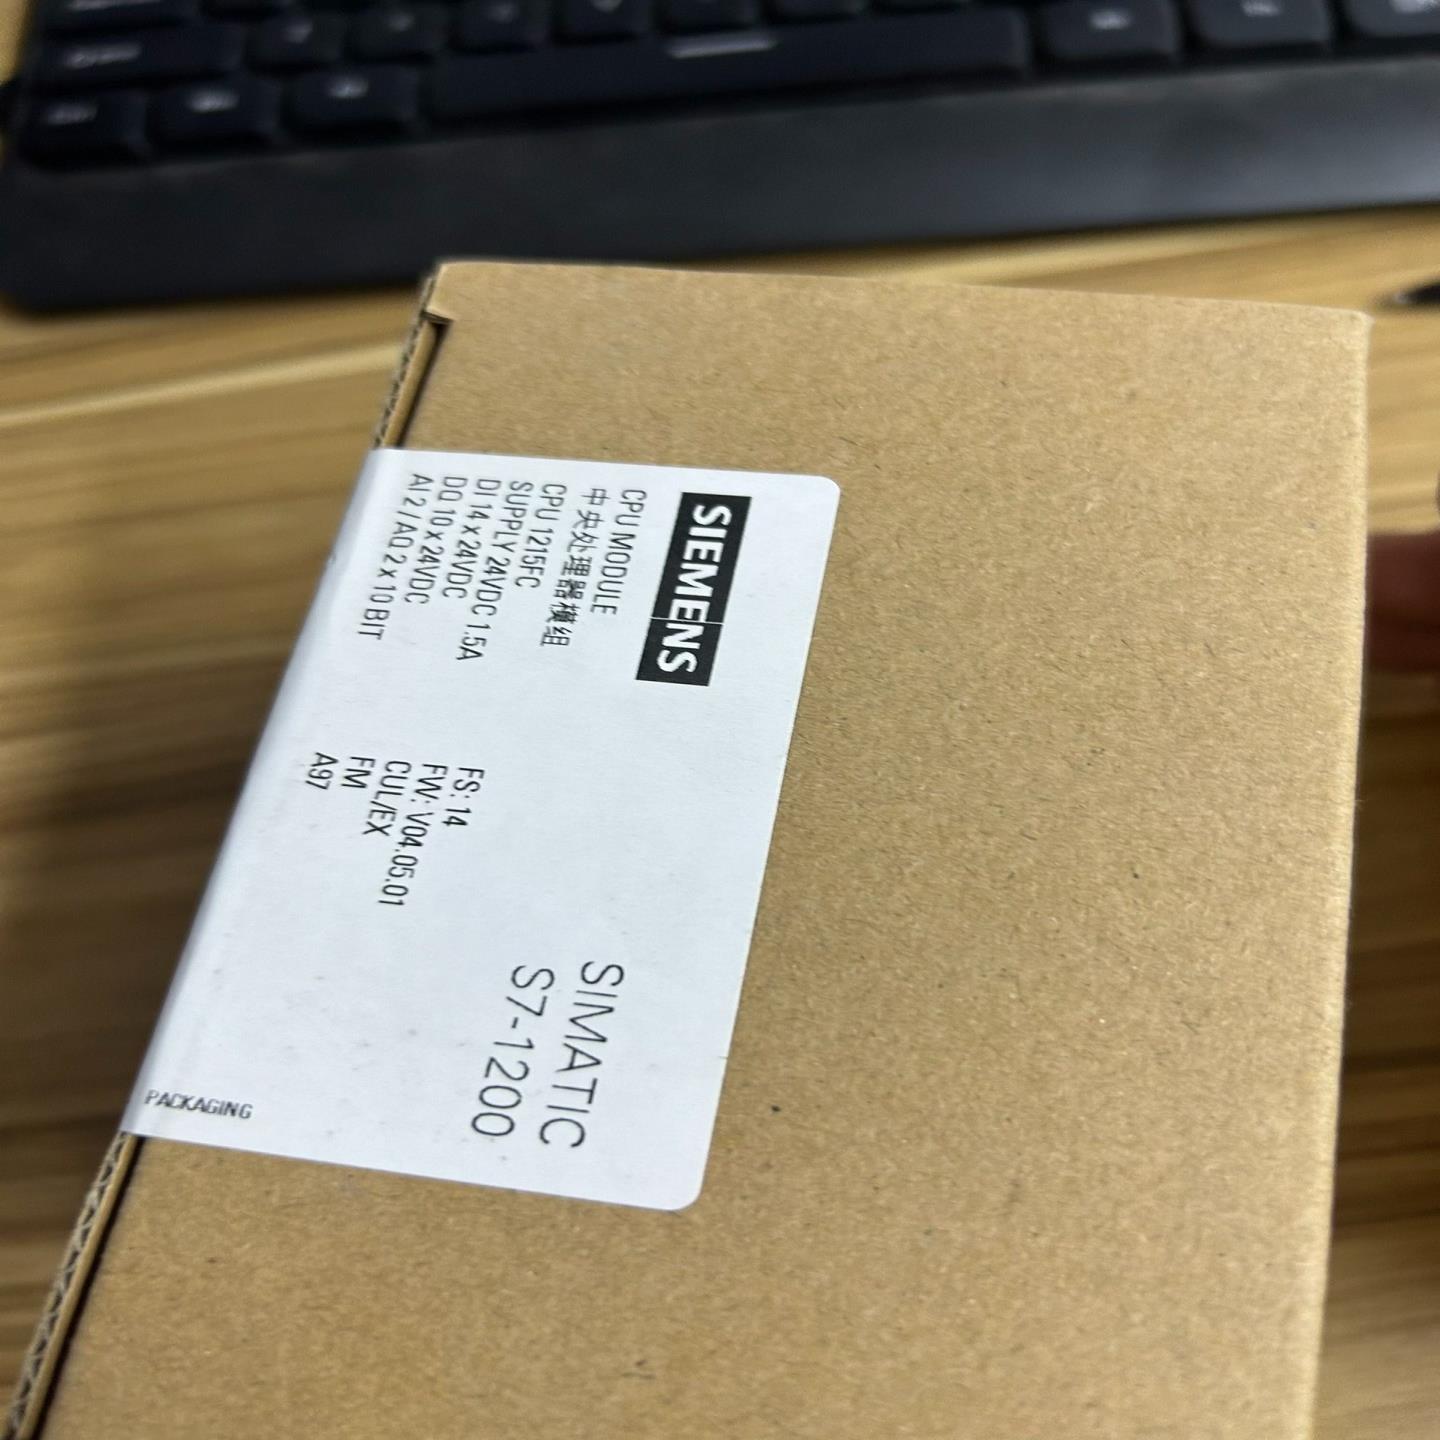 SIEMENS
CPU MODULE
中央处理器模组
CPU 1215FC
SUPPLY 24VDC 1.5A
DI 14 x 24VDC
DQ 10 x 24VDC
AI 2 / AQ 2 x 10 BIT
FS: 14
FW: V04.05.01
CUL/EX
FM
A97
SIMATIC
S7-1200
PACKAGING